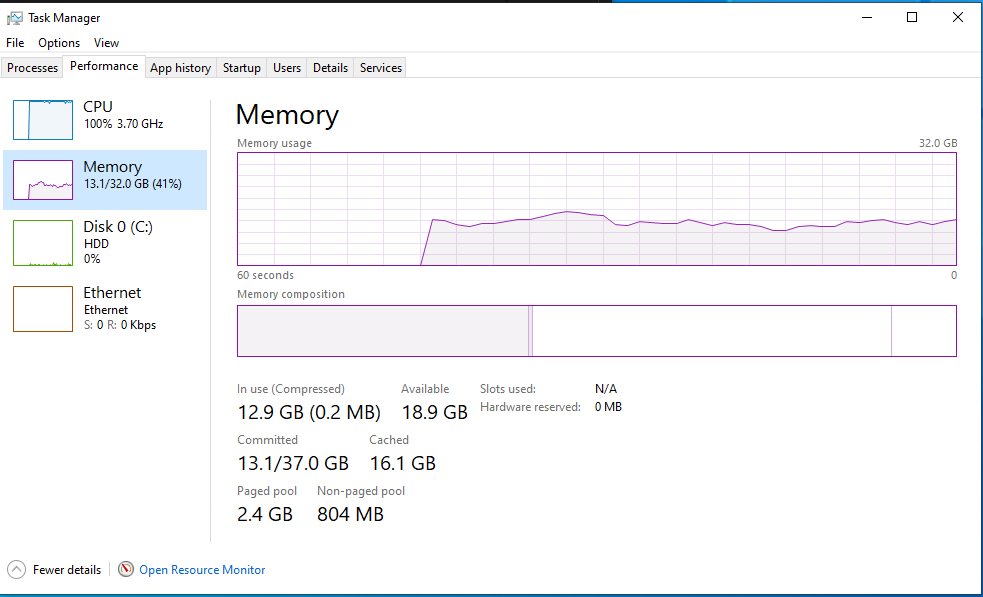 Task Manager
File Options View
Processes Performance App history Startup Users Details Services
CPU
100% 3.70 GHz
Memory
13.1/32.0 GB (41%)
Disk 0 (C:)
HDD
0%
Ethernet
Ethernet
S: 0 R: 0 Kbps
Memory
Memory usage 32.0 GB
60 seconds 0
Memory composition
In use (Compressed) Available Slots used: N/A
12.9 GB (0.2 MB) 18.9 GB Hardware reserved: 0 MB
Committed Cached
13.1/37.0 GB 16.1 GB
Paged pool Non-paged pool
2.4 GB 804 MB
Fewer details Open Resource Monitor